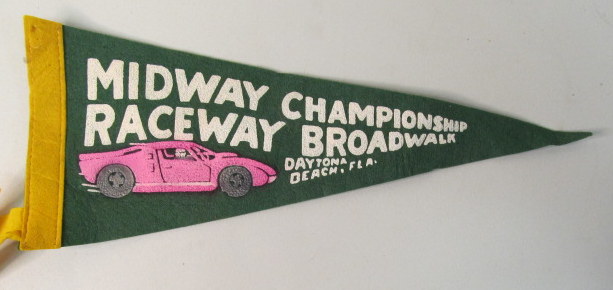 MIDWAY CHAMPIONSHIP
RACEWAY BROADWALK
DAYTONA
BEACH, FLA.